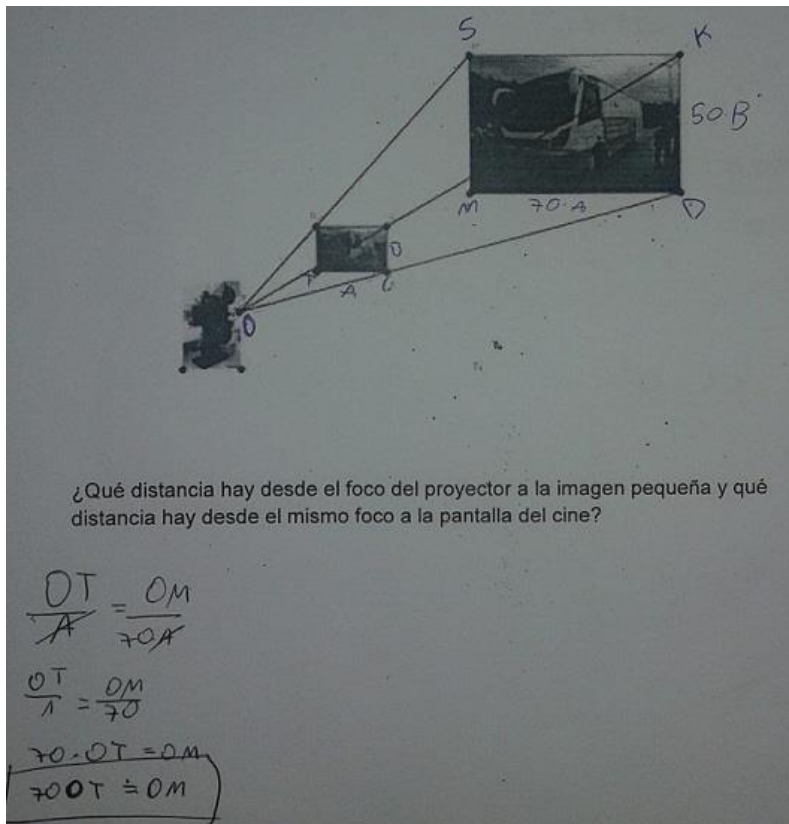 S K
50·B
M 70·A D
B
A C
O
¿Qué distancia hay desde el foco del proyector a la imagen pequeña y qué
distancia hay desde el mismo foco a la pantalla del cine?
OT/A = OM/70A
OT/1 = OM/70
70·OT = OM
70OT = OM